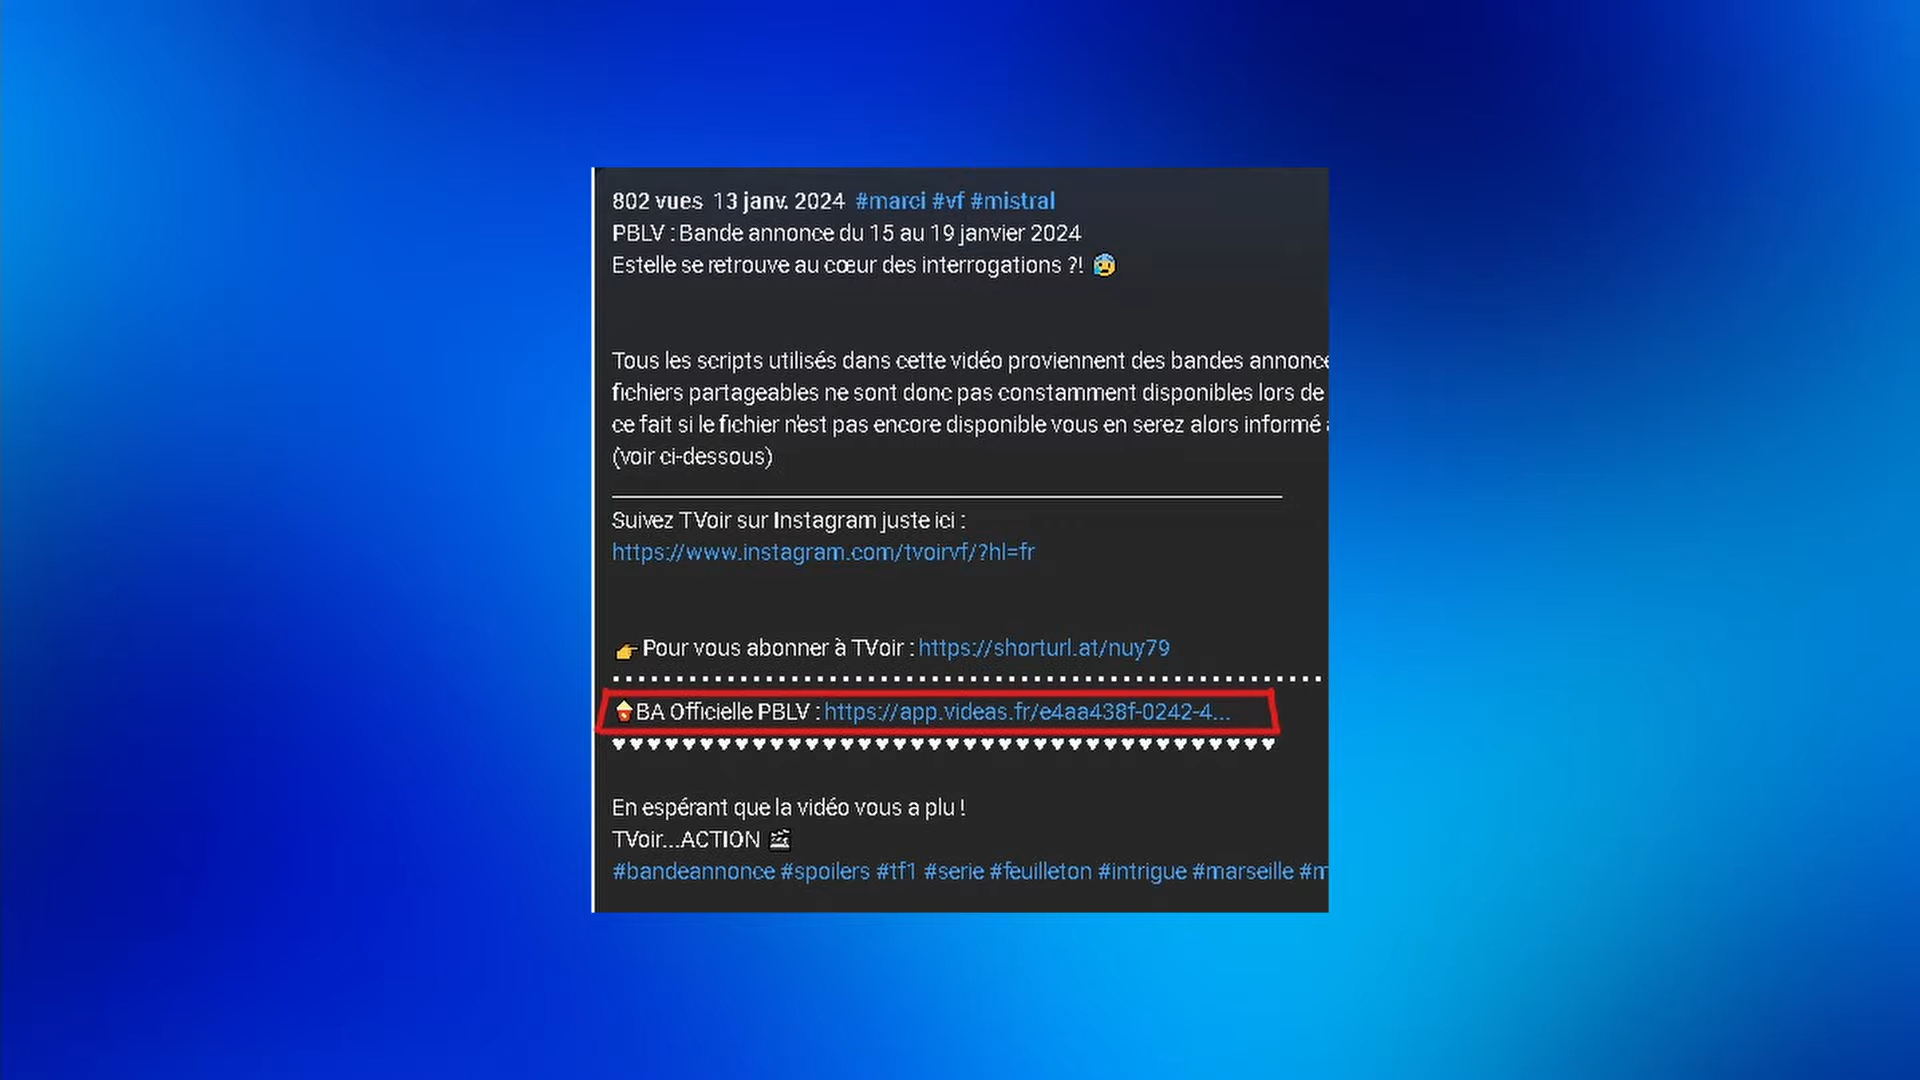 802 vues 13 janv. 2024 #marci #vf #mistral
PBLV : Bande annonce du 15 au 19 janvier 2024
Estelle se retrouve au cœur des interrogations ?! 😰
Tous les scripts utilisés dans cette vidéo proviennent des bandes annonce
fichiers partageables ne sont donc pas constamment disponibles lors de
ce fait si le fichier n'est pas encore disponible vous en serez alors informé
(voir ci-dessous)
Suivez TVoir sur Instagram juste ici :
https://www.instagram.com/tvoirvf/?hl=fr
👉 Pour vous abonner à TVoir : https://shorturl.at/nuy79
🍿BA Officielle PBLV : https://app.videas.fr/e4aa438f-0242-4...
En espérant que la vidéo vous a plu !
TVoir...ACTION 🎬
#bandeannonce #spoilers #tf1 #serie #feuilleton #intrigue #marseille #m